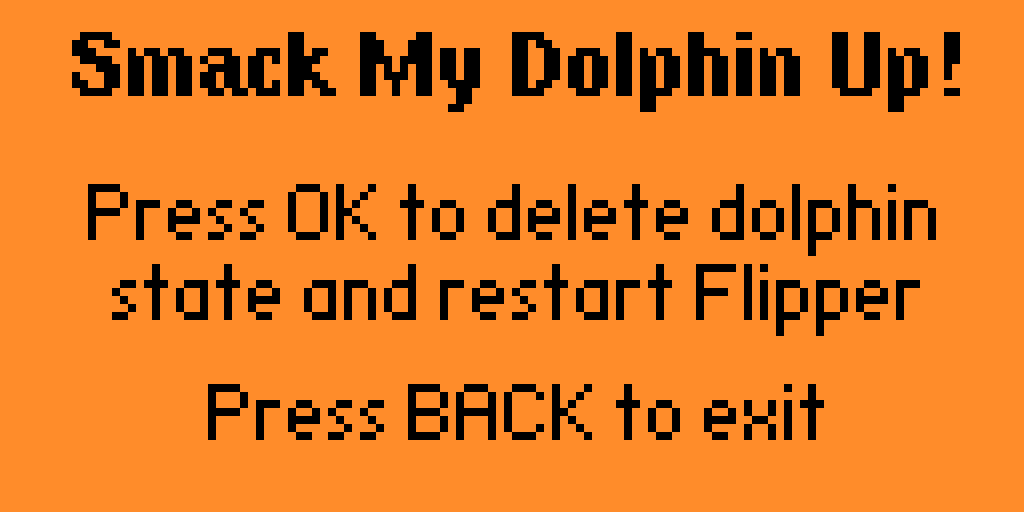 Smack My Dolphin Up!
Press OK to delete dolphin
state and restart Flipper
Press BACK to exit